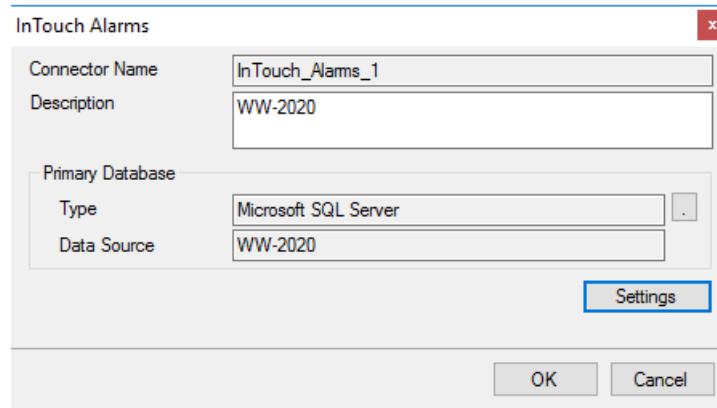 InTouch Alarms
x
Connector Name InTouch_Alarms_1
Description WW-2020
Primary Database
Type Microsoft SQL Server .
Data Source WW-2020
Settings
OK Cancel